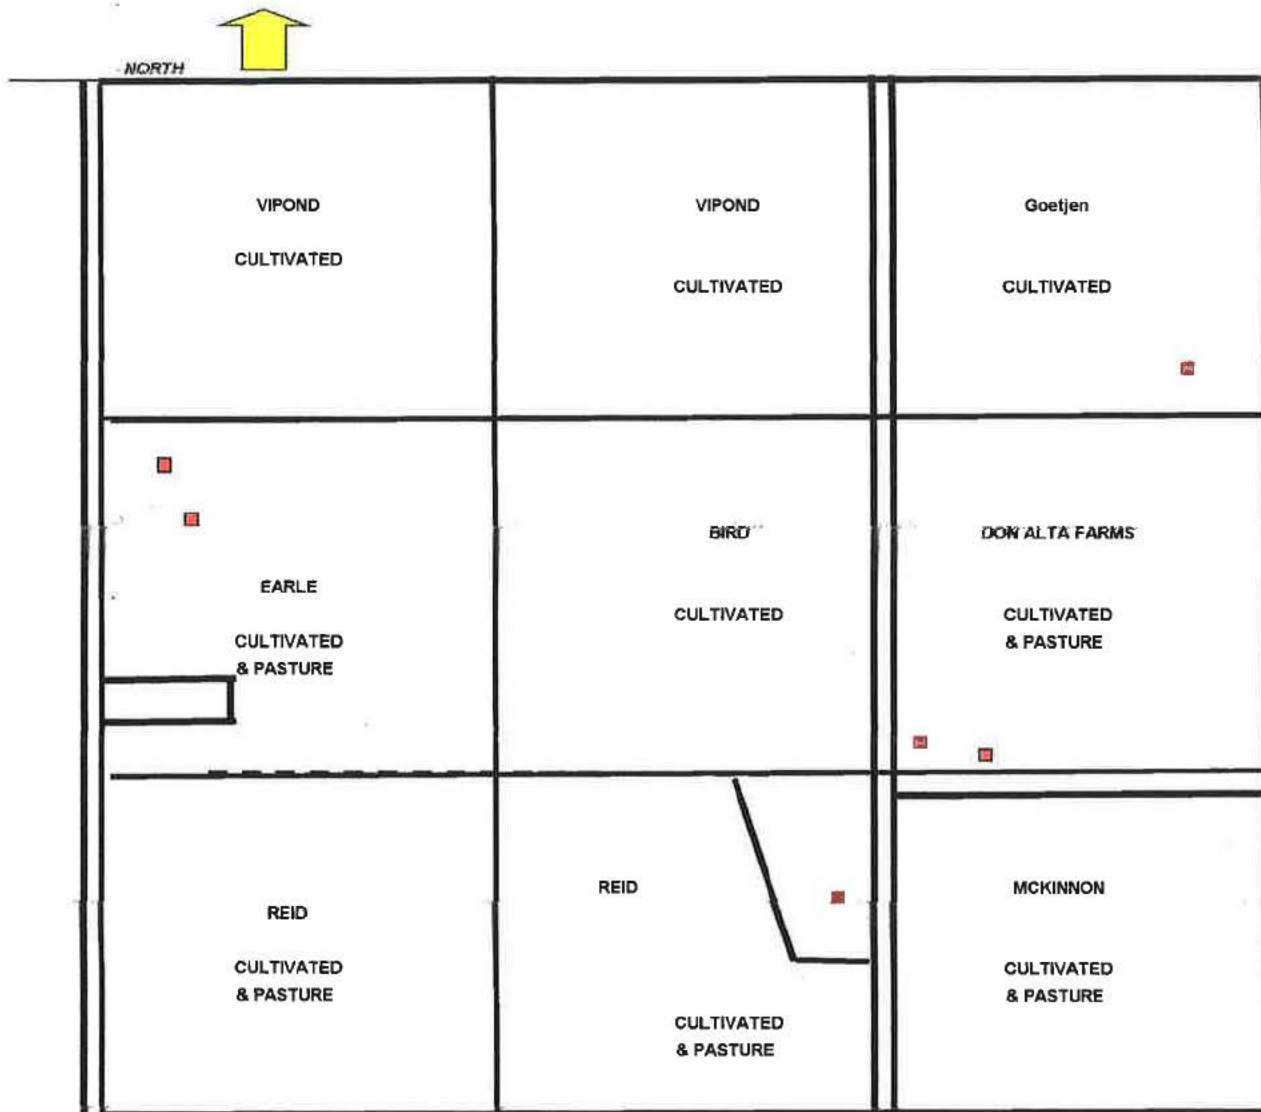 NORTH
VIPOND
CULTIVATED
VIPOND
CULTIVATED
Goetjen
CULTIVATED
EARLE
CULTIVATED
& PASTURE
BIRD
CULTIVATED
DON ALTA FARMS
CULTIVATED
& PASTURE
REID
CULTIVATED
& PASTURE
REID
CULTIVATED
& PASTURE
MCKINNON
CULTIVATED
& PASTURE